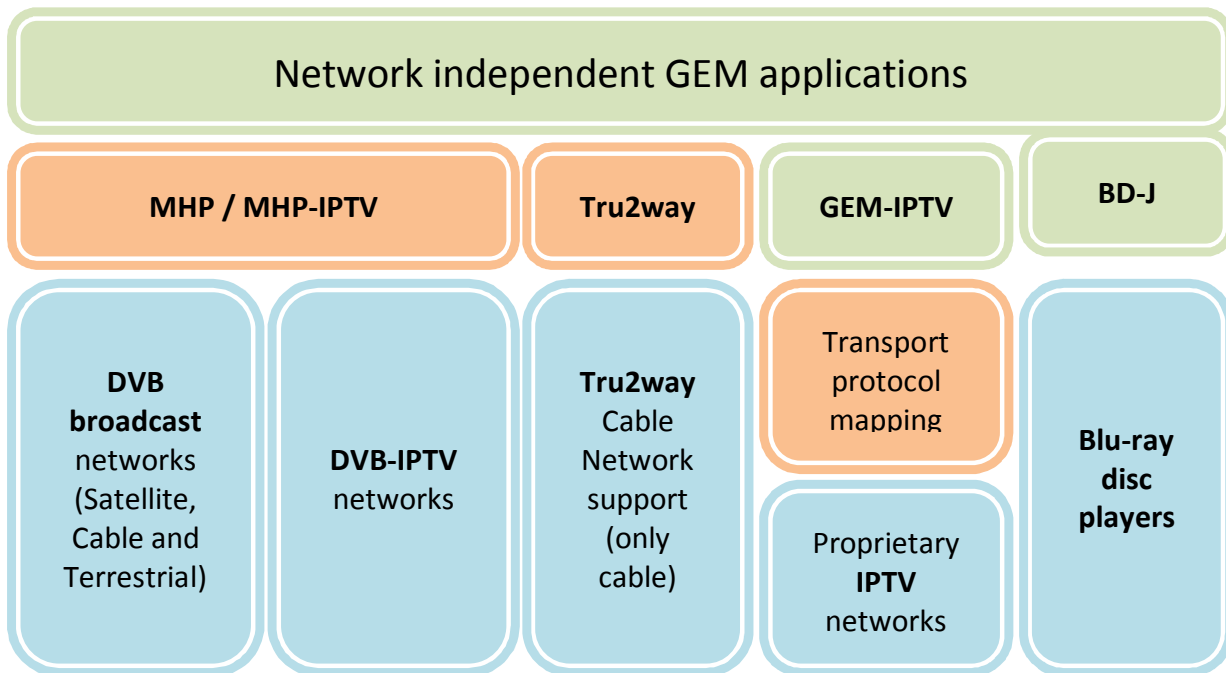 Network independent GEM applications
MHP / MHP-IPTV
Tru2way
GEM-IPTV
BD-J
DVB
broadcast
networks
(Satellite,
Cable and
Terrestrial)
DVB-IPTV
networks
Tru2way
Cable
Network
support
(only
cable)
Transport
protocol
mapping
Proprietary
IPTV
networks
Blu-ray
disc
players